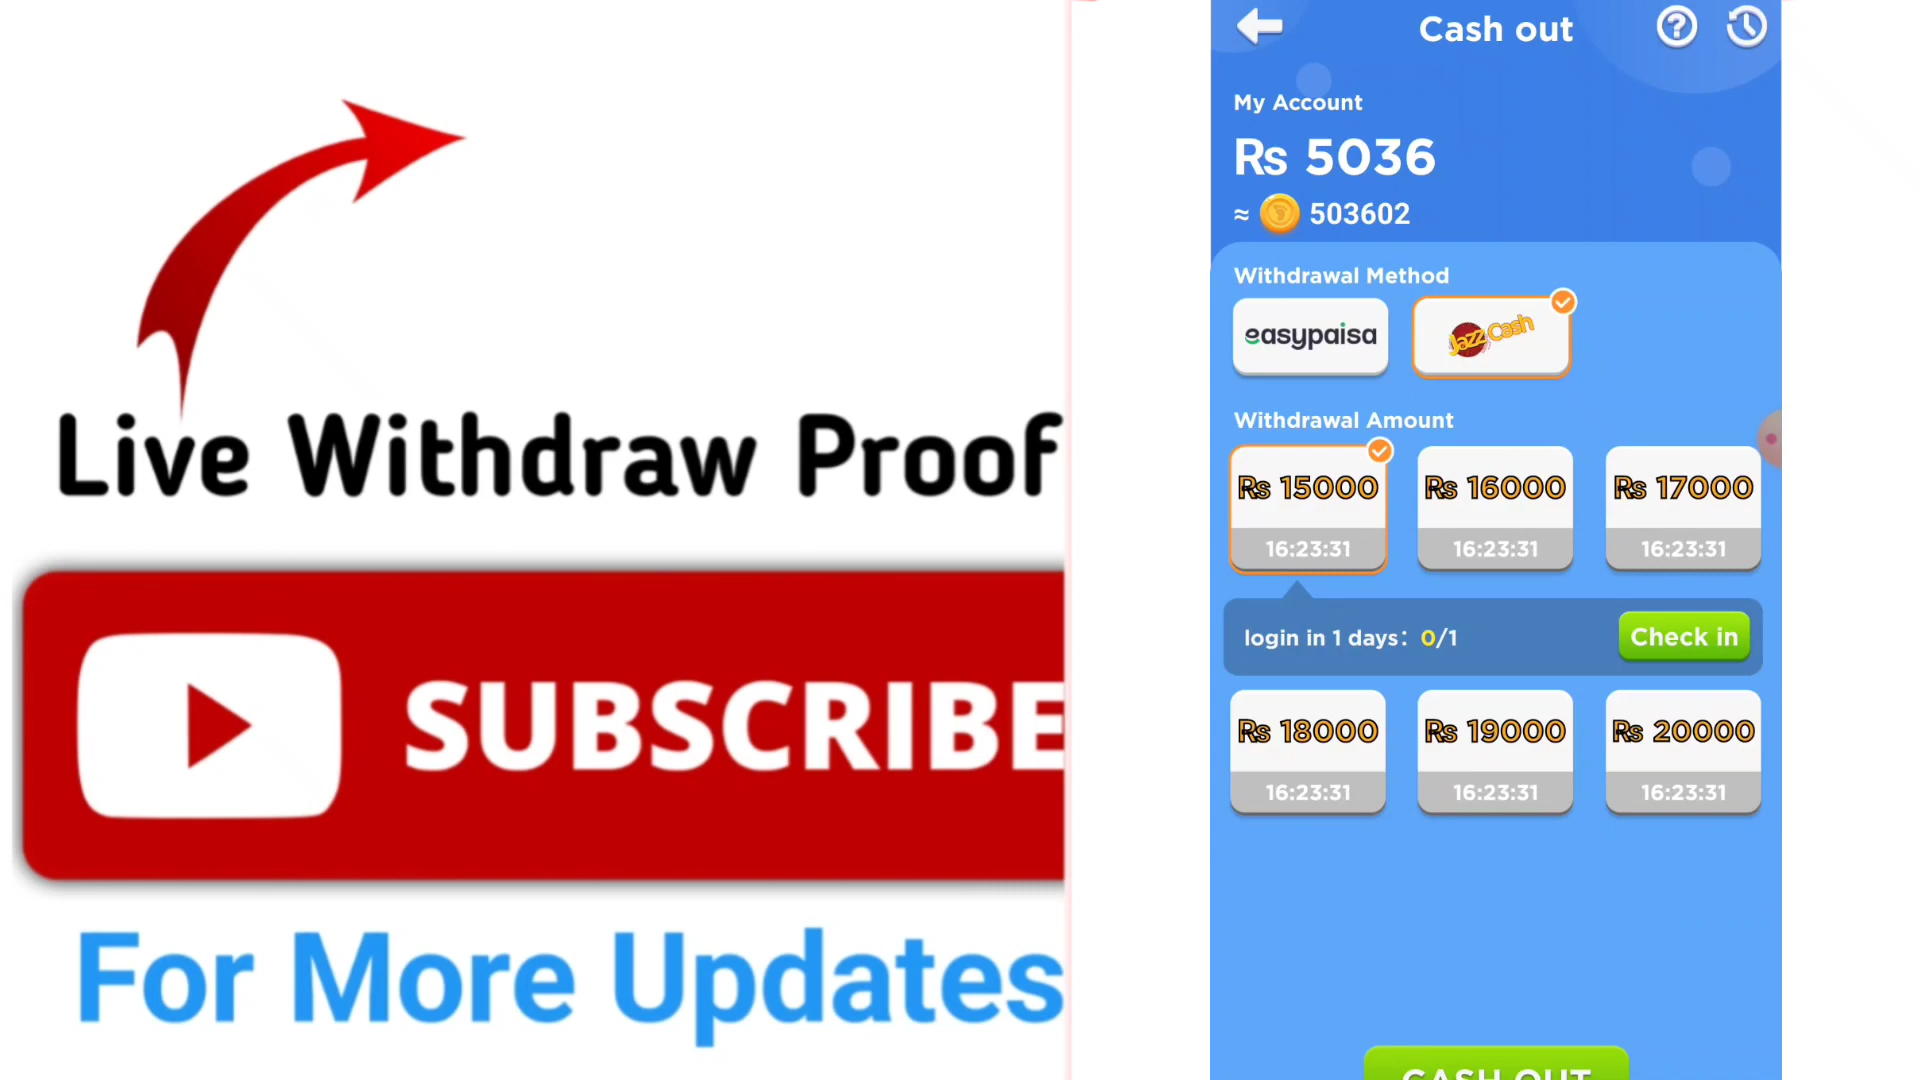 Live Withdraw Proof
SUBSCRIBE
For More Updates
Cash out
?
My Account
Rs 5036
≈ 503602
Withdrawal Method
easypaisa
JazzCash
Withdrawal Amount
Rs 15000
Rs 16000
Rs 17000
16:23:31
16:23:31
16:23:31
login in 1 days: 0/1
Check in
Rs 18000
Rs 19000
Rs 20000
16:23:31
16:23:31
16:23:31
CASH OUT